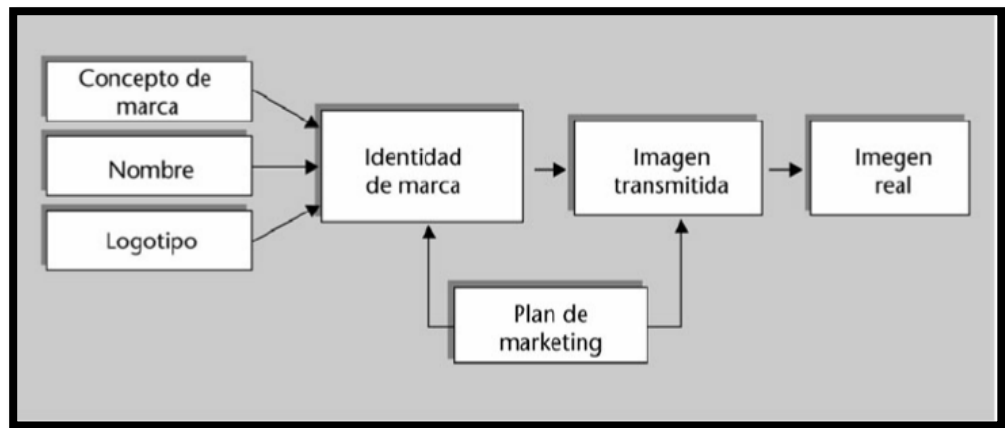 Concepto de
marca
Nombre
Logotipo
Identidad
de marca
Imagen
transmitida
Imegen
real
Plan de
marketing